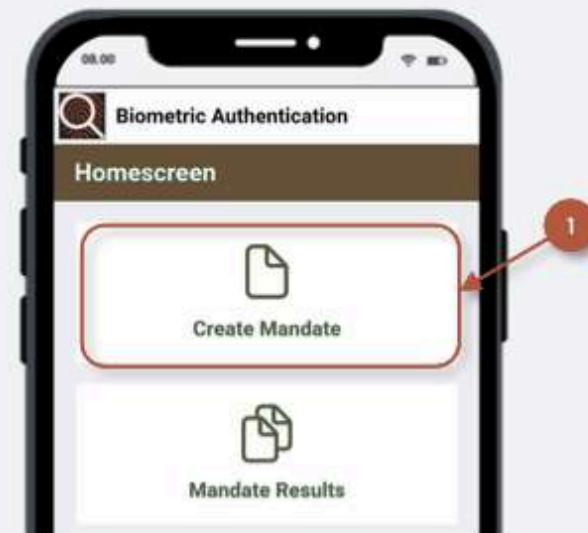 08.00
Biometric Authentication
Homescreen
1
Create Mandate
Mandate Results